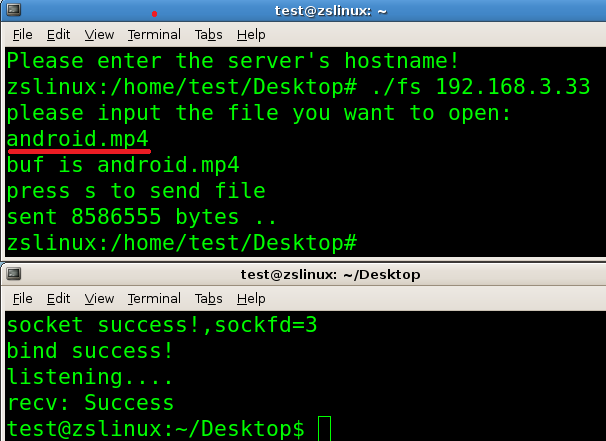 test@zslinux: ~
File Edit View Terminal Tabs Help
Please enter the server's hostname!
zslinux:/home/test/Desktop# ./fs 192.168.3.33
please input the file you want to open:
android.mp4
buf is android.mp4
press s to send file
sent 8586555 bytes ..
zslinux:/home/test/Desktop#
test@zslinux: ~/Desktop
File Edit View Terminal Tabs Help
socket success!,sockfd=3
bind success!
listening....
recv: Success
test@zslinux:~/Desktop$